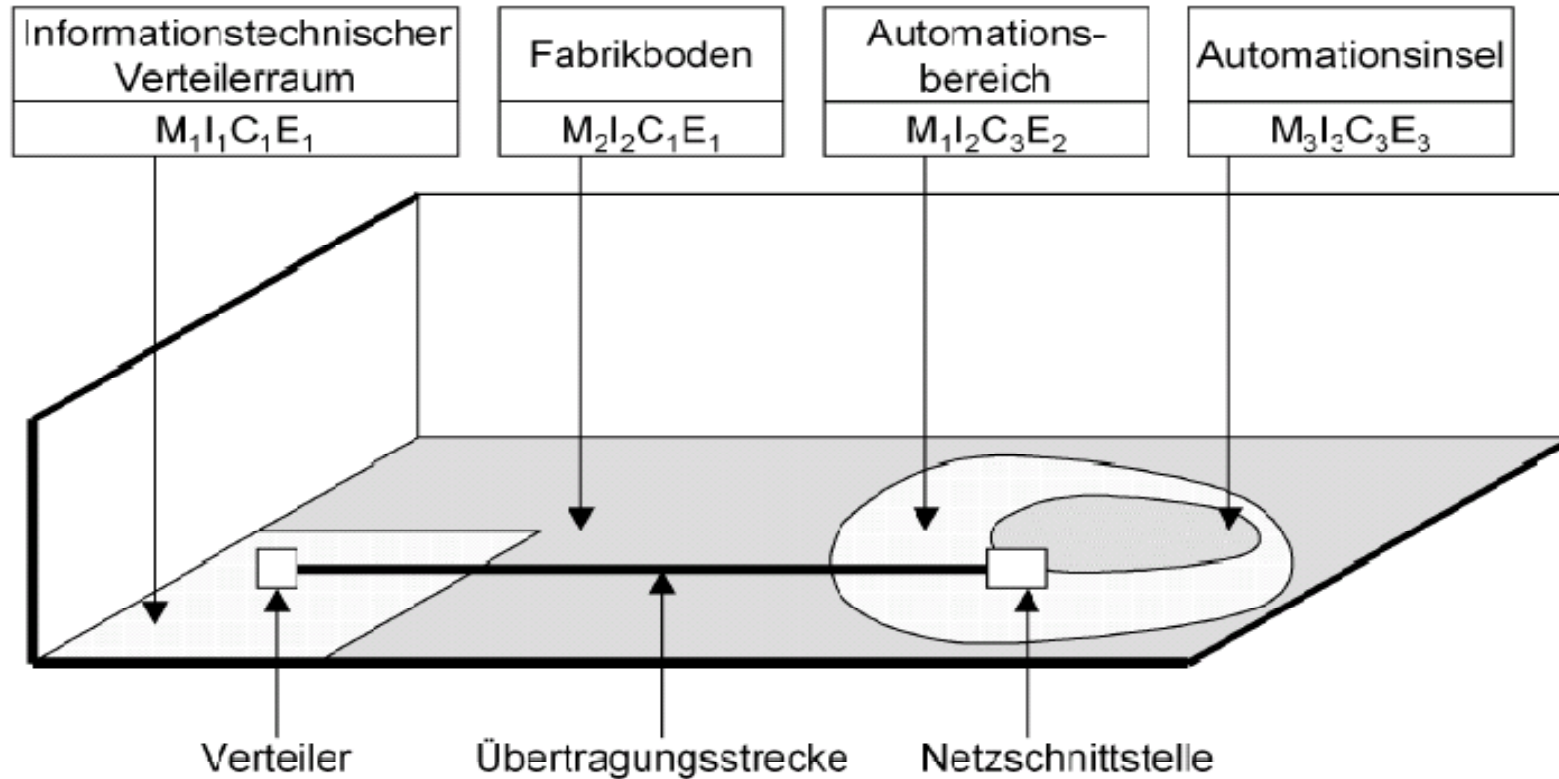 Informationstechnischer
Verteilerraum
M₁I₁C₁E₁
Fabrikboden
M₂I₂C₁E₁
Automations-
bereich
M₁I₂C₃E₂
Automationsinsel
M₃I₃C₃E₃
Verteiler
Übertragungsstrecke
Netzschnittstelle